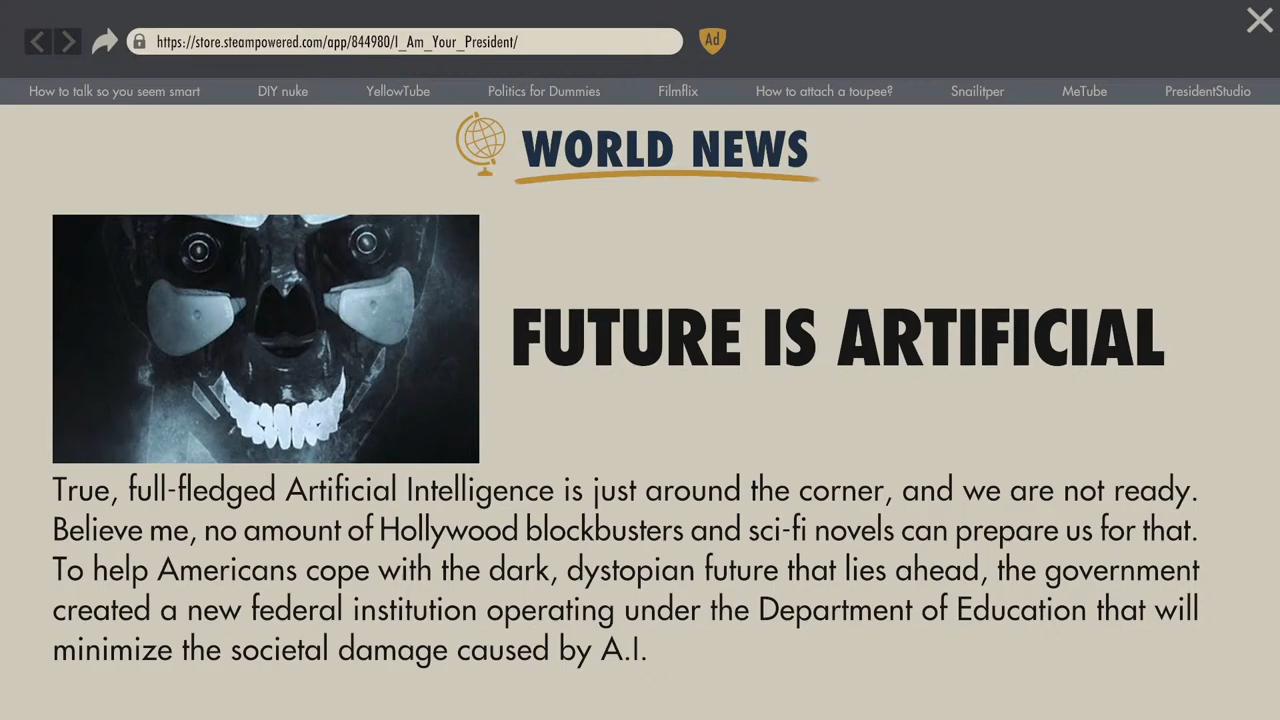 https://store.steampowered.com/app/844980/I_Am_Your_President/
Ad
How to talk so you seem smart DIY nuke YellowTube Politics for Dummies Filmflix How to attach a toupee? Snailitper MeTube PresidentStudio
WORLD NEWS
FUTURE IS ARTIFICIAL
True, full-fledged Artificial Intelligence is just around the corner, and we are not ready.
Believe me, no amount of Hollywood blockbusters and sci-fi novels can prepare us for that.
To help Americans cope with the dark, dystopian future that lies ahead, the government
created a new federal institution operating under the Department of Education that will
minimize the societal damage caused by A.I.